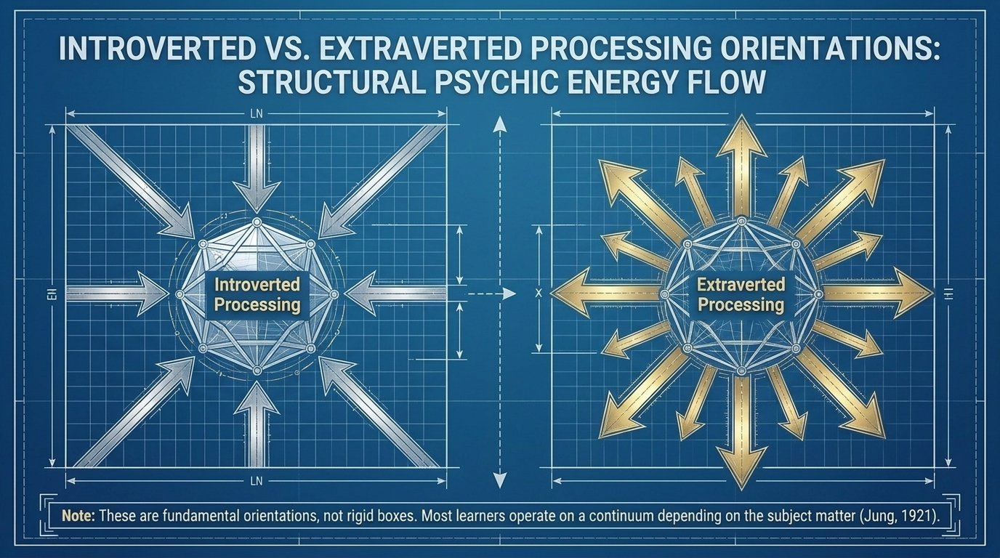 INTROVERTED VS. EXTRAVERTED PROCESSING ORIENTATIONS:
STRUCTURAL PSYCHIC ENERGY FLOW
LN
EN
Introverted
Processing
LN
X
Extraverted
Processing
Note: These are fundamental orientations, not rigid boxes. Most learners operate on a continuum depending on the subject matter (Jung, 1921).